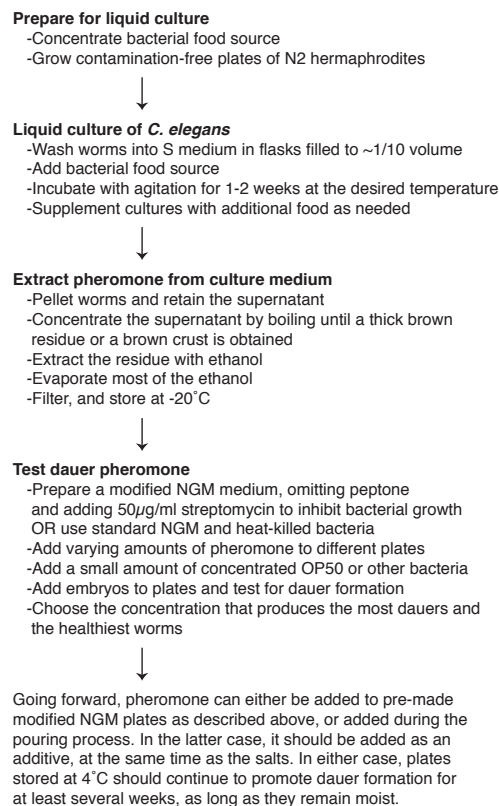 Prepare for liquid culture
-Concentrate bacterial food source
-Grow contamination-free plates of N2 hermaphrodites
Liquid culture of C. elegans
-Wash worms into S medium in flasks filled to ~1/10 volume
-Add bacterial food source
-Incubate with agitation for 1-2 weeks at the desired temperature
-Supplement cultures with additional food as needed
Extract pheromone from culture medium
-Pellet worms and retain the supernatant
-Concentrate the supernatant by boiling until a thick brown
residue or a brown crust is obtained
-Extract the residue with ethanol
-Evaporate most of the ethanol
-Filter, and store at -20˚C
Test dauer pheromone
-Prepare a modified NGM medium, omitting peptone
and adding 50µg/ml streptomycin to inhibit bacterial growth
OR use standard NGM and heat-killed bacteria
-Add varying amounts of pheromone to different plates
-Add a small amount of concentrated OP50 or other bacteria
-Add embryos to plates and test for dauer formation
-Choose the concentration that produces the most dauers and
the healthiest worms
Going forward, pheromone can either be added to pre-made
modified NGM plates as described above, or added during the
pouring process. In the latter case, it should be added as an
additive, at the same time as the salts. In either case, plates
stored at 4˚C should continue to promote dauer formation for
at least several weeks, as long as they remain moist.